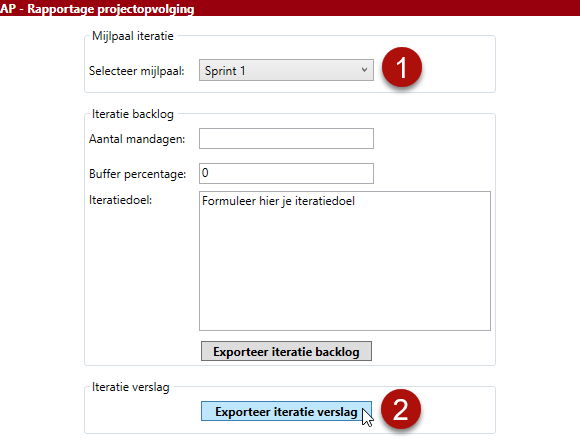 AP - Rapportage projectopvolging
Mijlpaal iteratie
Selecteer mijlpaal: Sprint 1
1
Iteratie backlog
Aantal mandagen:
Buffer percentage: 0
Iteratiedoel: Formuleer hier je iteratiedoel
Exporteer iteratie backlog
Iteratie verslag
Exporteer iteratie verslag
2